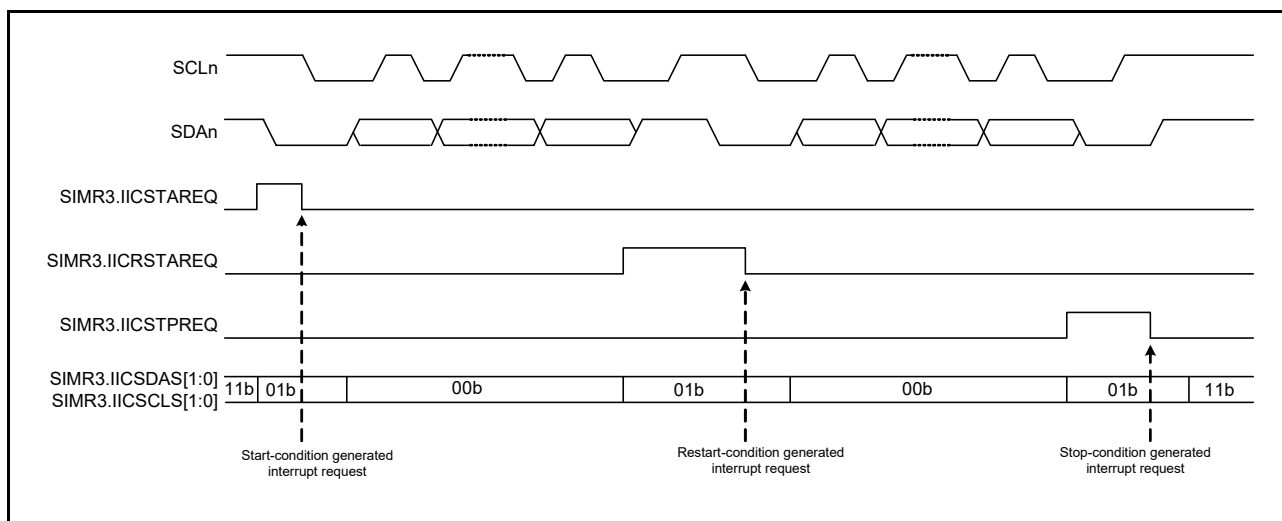 SCLn
SDAn
SIMR3.IICSTAREQ
SIMR3.IICRSTAREQ
SIMR3.IICSTPREQ
SIMR3.IICSDAS[1:0]
SIMR3.IICSCLS[1:0]
11b 01b 00b 01b 00b 01b 11b
Start-condition generated
interrupt request
Restart-condition generated
interrupt request
Stop-condition generated
interrupt request